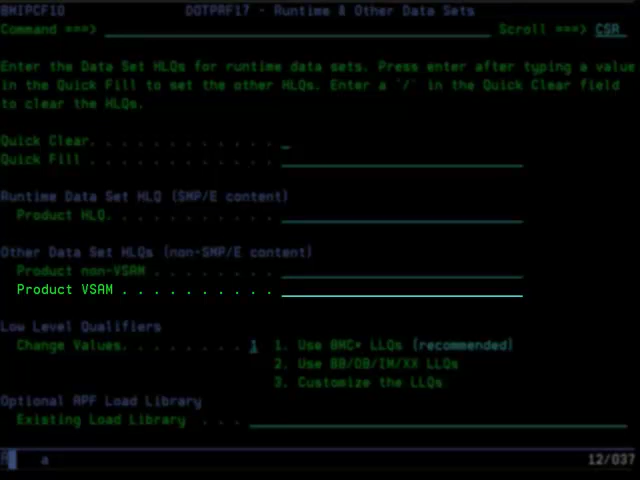 BMIPCF10 DOTPAF17 - Runtime & Other Data Sets
Command ===> Scroll ===> CSR
Enter the Data Set HLQs for runtime data sets. Press enter after typing a value
in the Quick Fill to set the other HLQs. Enter a '/' in the Quick Clear field
to clear the HLQs.
Quick Clear. . . . . . . . . . . . _
Quick Fill . . . . . . . . . . . .
Runtime Data Set HLQ (SMP/E content)
Product HLQ. . . . . . . . . . .
Other Data Set HLQs (non-SMP/E content)
Product non-VSAM . . . . . . . . .
Product VSAM . . . . . . . . . .
Low Level Qualifiers
Change Values. . . . . . . . 1 1. Use BMC* LLQs (recommended)
2. Use BB/DB/IM/XX LLQs
3. Customize the LLQs
Optional APF Load Library
Existing Load Library . . .
a 12/037